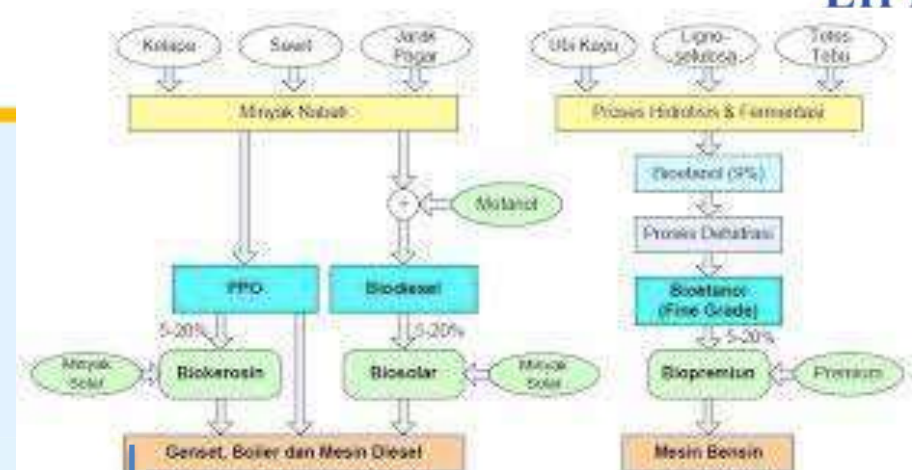 Kelapa
Sawit
Jarak
Pagar
Ubi Kayu
Ligno-
selulosa
Tetes
Tebu
Minyak Nabati
Proses Hidrolisis & Fermentasi
Metanol
Proses Dehidrasi
PPO
Biodiesel
Bioetanol
(Fine Grade)
5-20%
5-20%
5-20%
Minyak
Solar
Biokerosin
Biosolar
Minyak
Solar
Biopremium
Premium
Genset, Boiler dan Mesin Diesel
Mesin Bensin